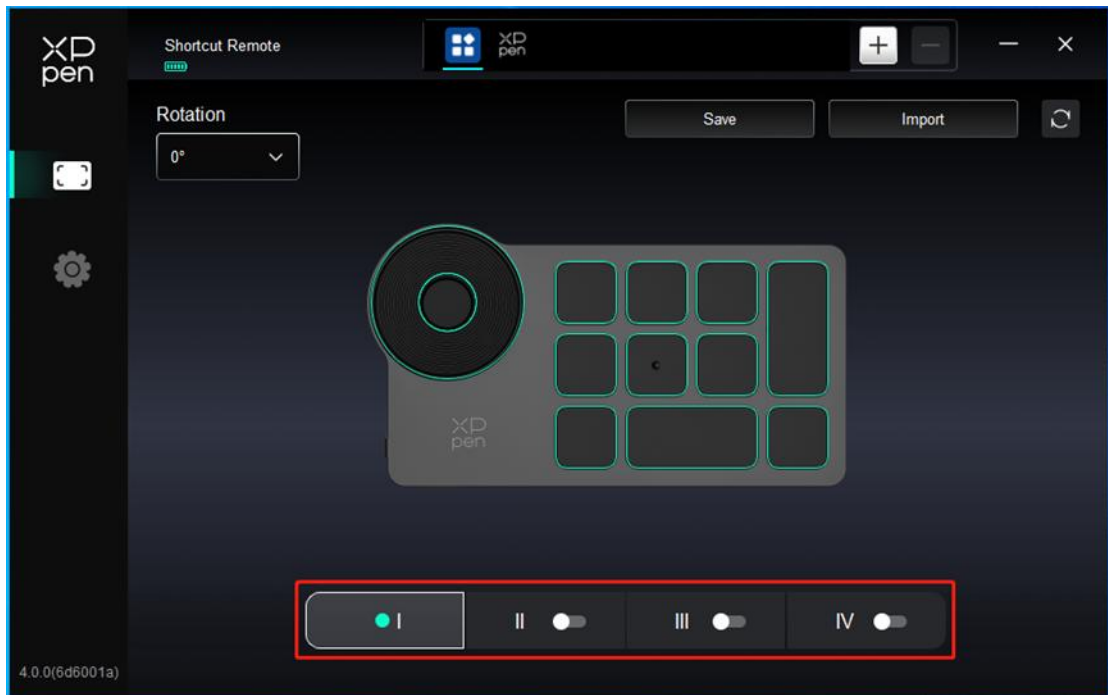 XP
pen
Shortcut Remote
XP
pen
Rotation
0°
Save
Import
XP
pen
I
II
III
IV
4.0.0(6d6001a)